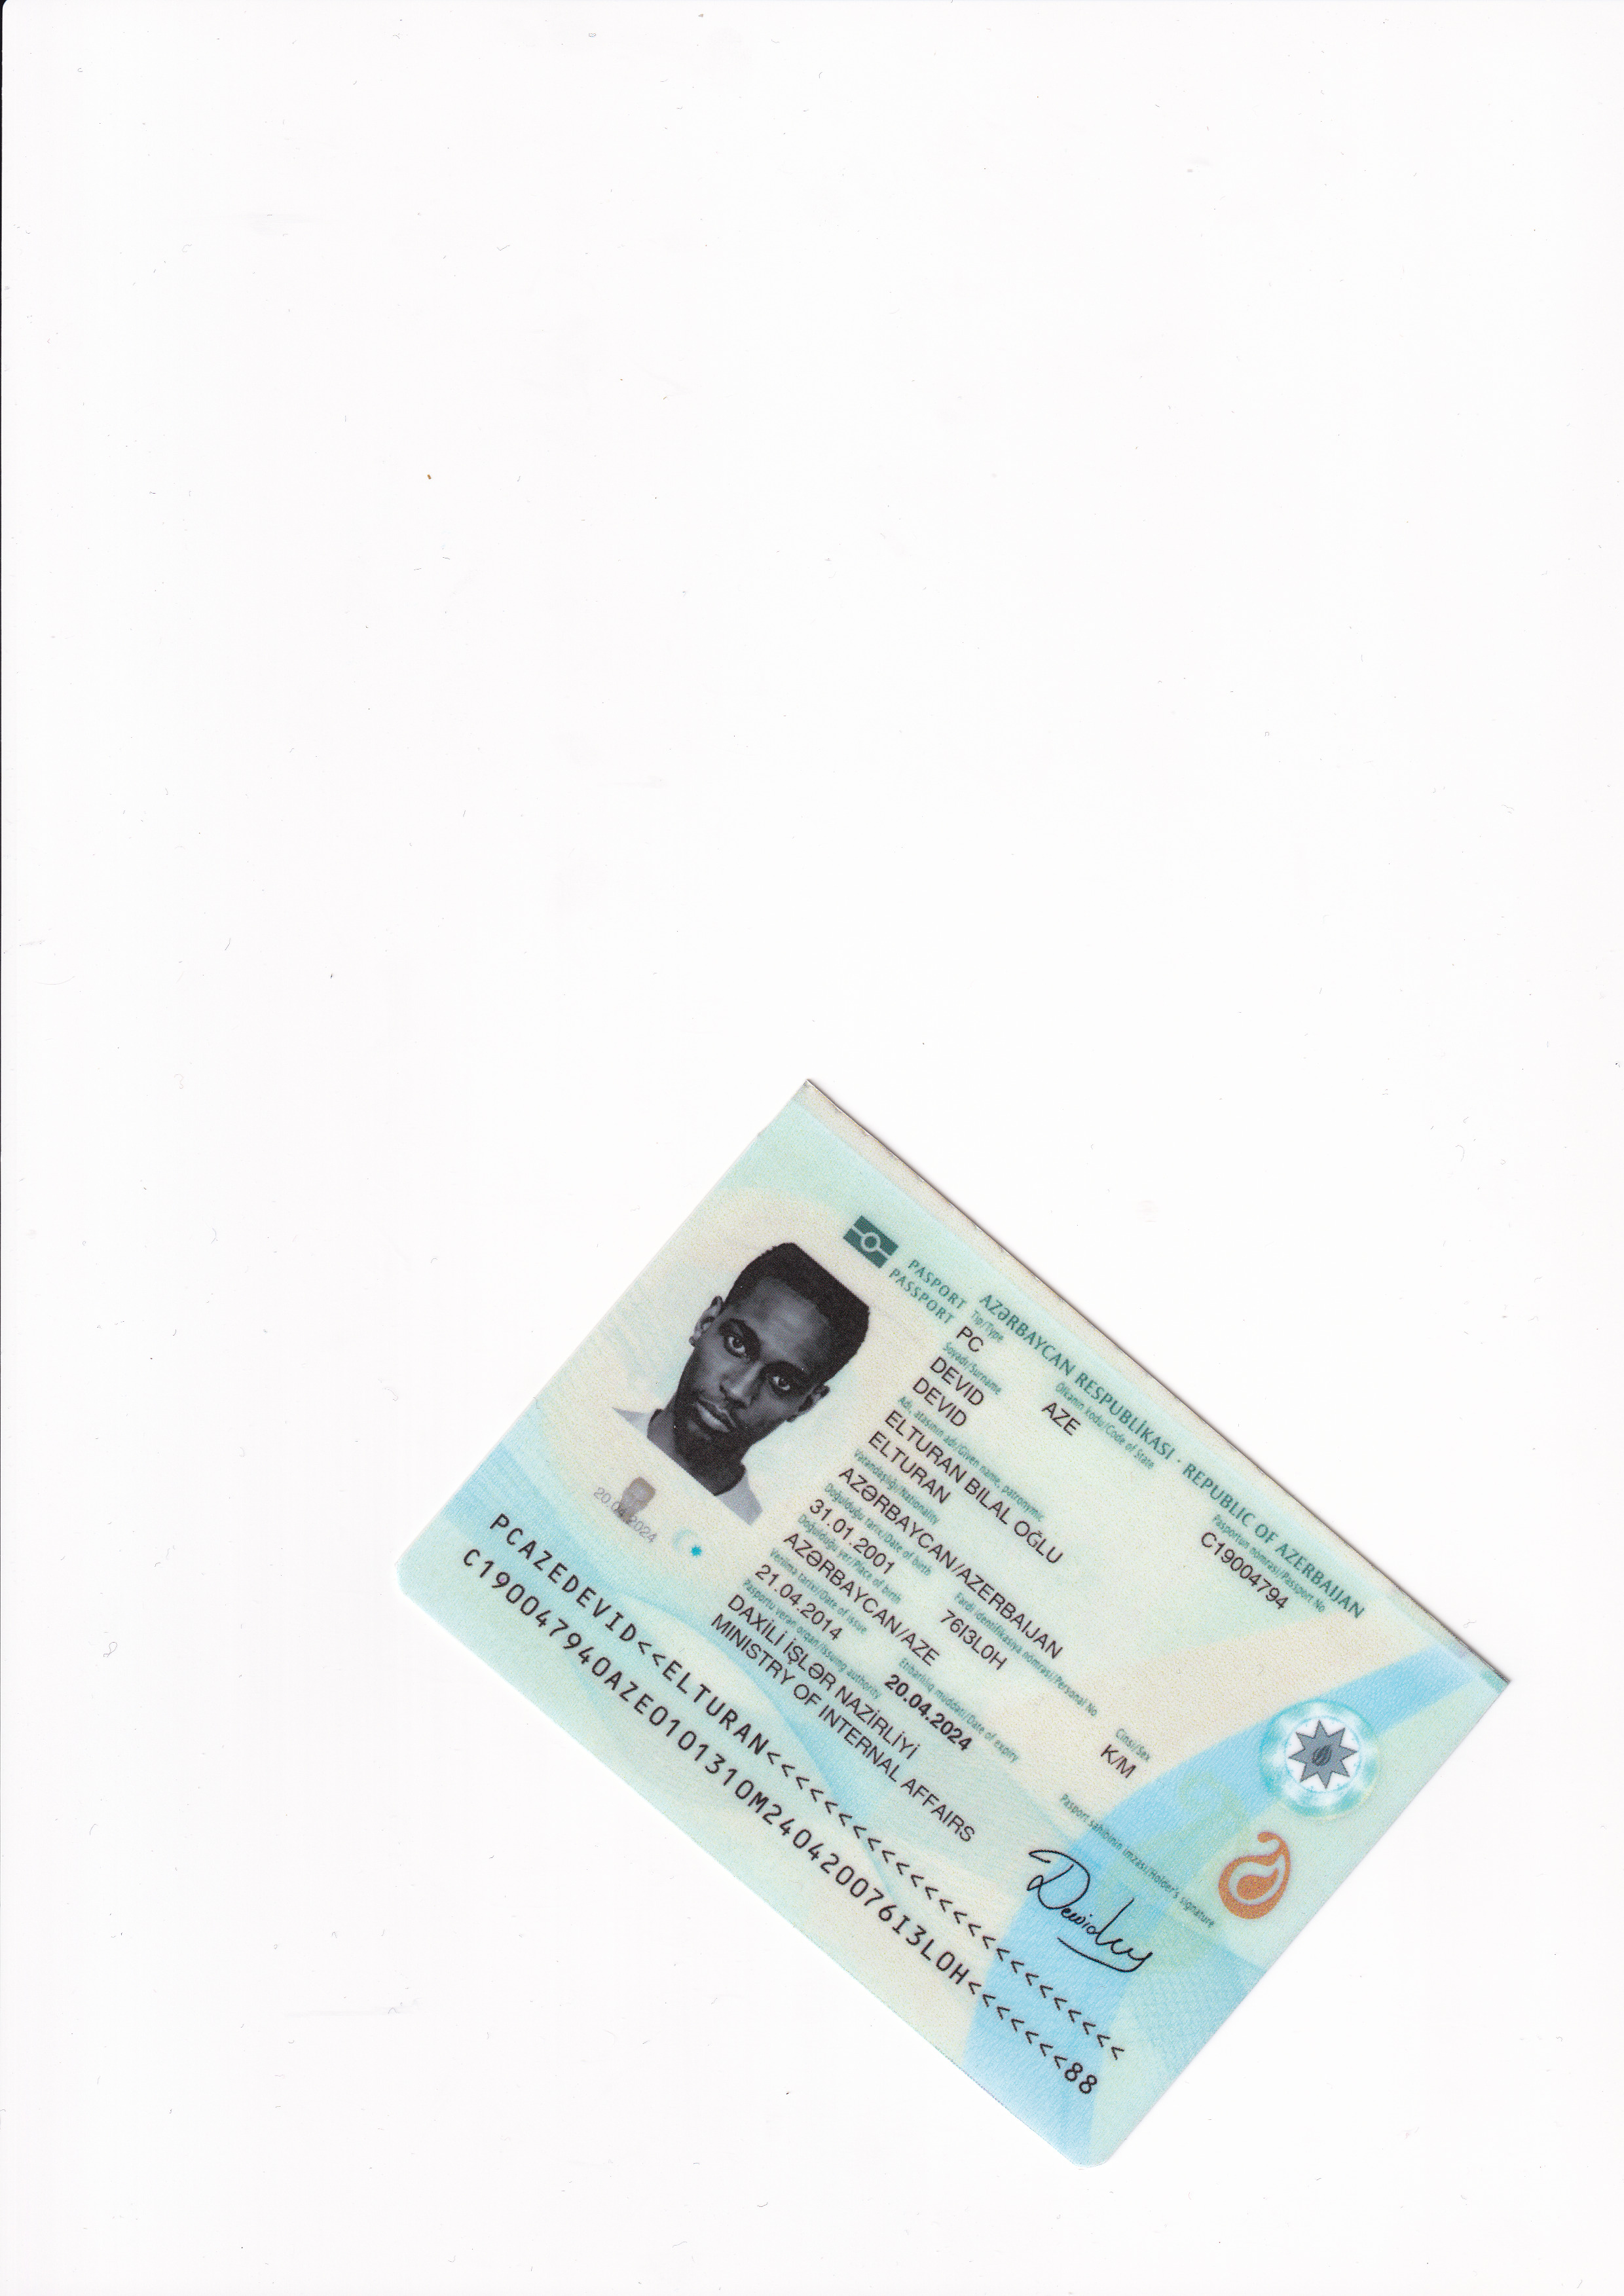 AZƏRBAYCAN RESPUBLİKASI · REPUBLIC OF AZERBAIJAN
PASPORT
PASSPORT
Tip/Type
PC
Ölkənin kodu/Code of State
AZE
Pasportun nömrəsi/Passport No
C19004794
Soyadı/Surname
DEVID
DEVID
Adı, atasının adı/Given name, patronymic
ELTURAN BILAL OĞLU
ELTURAN
Vətəndaşlığı/Nationality
AZƏRBAYCAN/AZERBAIJAN
Doğulduğu tarix/Date of birth
31.01.2001
Fərdi identifikasiya nömrəsi/Personal No
76I3L0H
Cinsi/Sex
K/M
Doğulduğu yer/Place of birth
AZƏRBAYCAN/AZE
Verilmə tarixi/Date of issue
21.04.2014
Etibarlılıq müddəti/Date of expiry
20.04.2024
Pasport sahibinin imzası/Holder's signature
Pasportu verən orqan/Issuing authority
DAXİLİ İŞLƏR NAZİRLİYİ
MINISTRY OF INTERNAL AFFAIRS
20.04.2024
PCAZEDEVID<<ELTURAN<<<<<<<<<<<<<<<<<<<<<<<<<
C190047940AZE0101310M240420076I3L0H<<<<<<<88